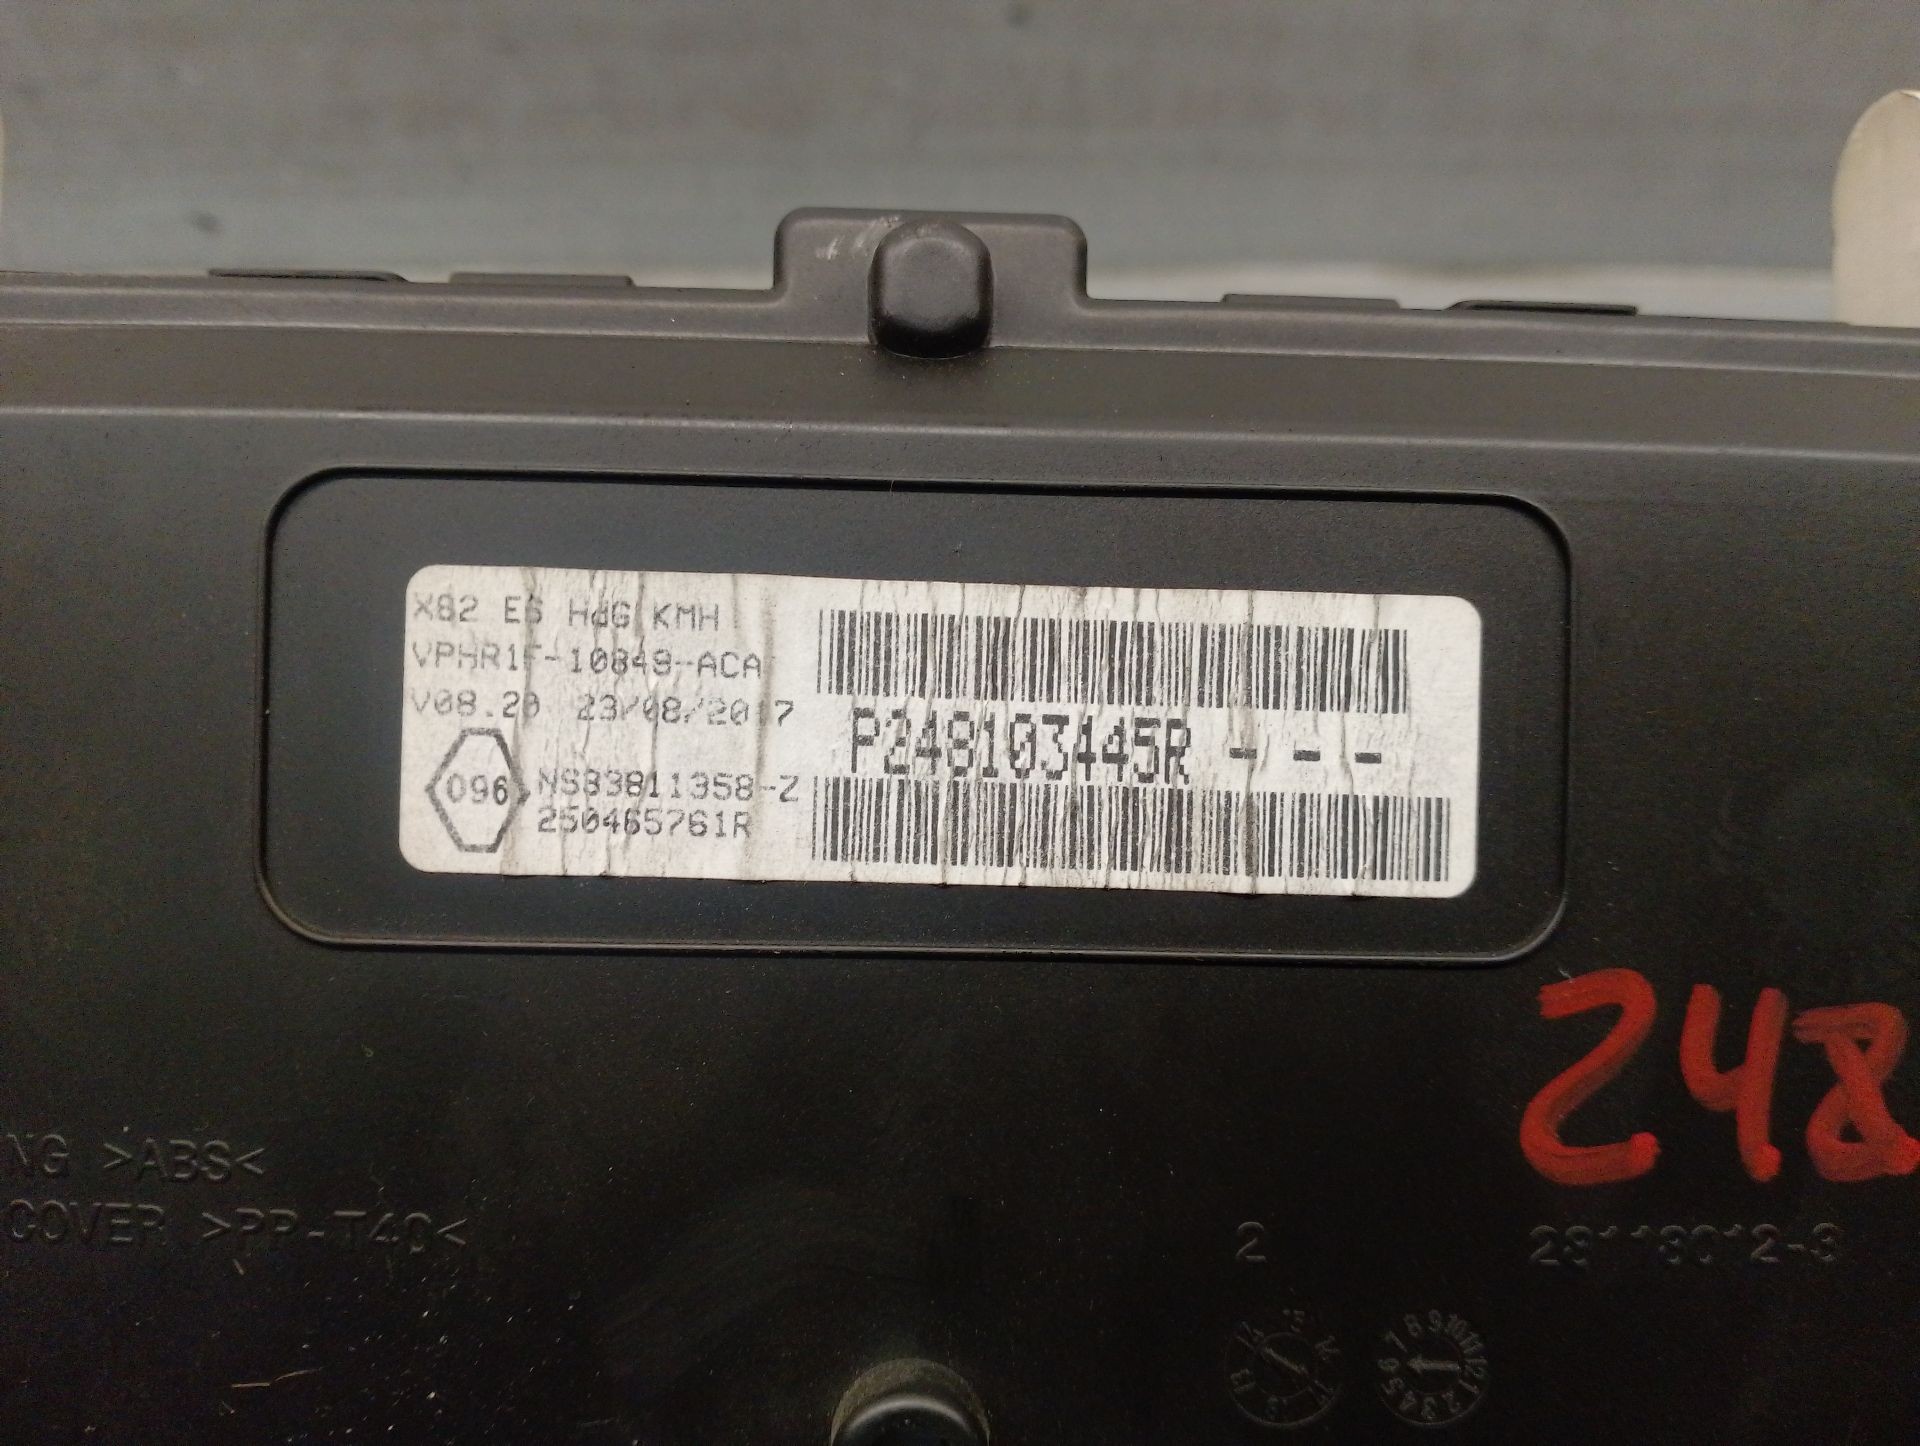 X82 E6 HdG KMH
VPHR1F-10849-ACA
V08.20 23/08/2017
P248103445R - - -
096
NS83811358-Z
250465761R
248
NG >ABS<
COVER >PP-T40<
2